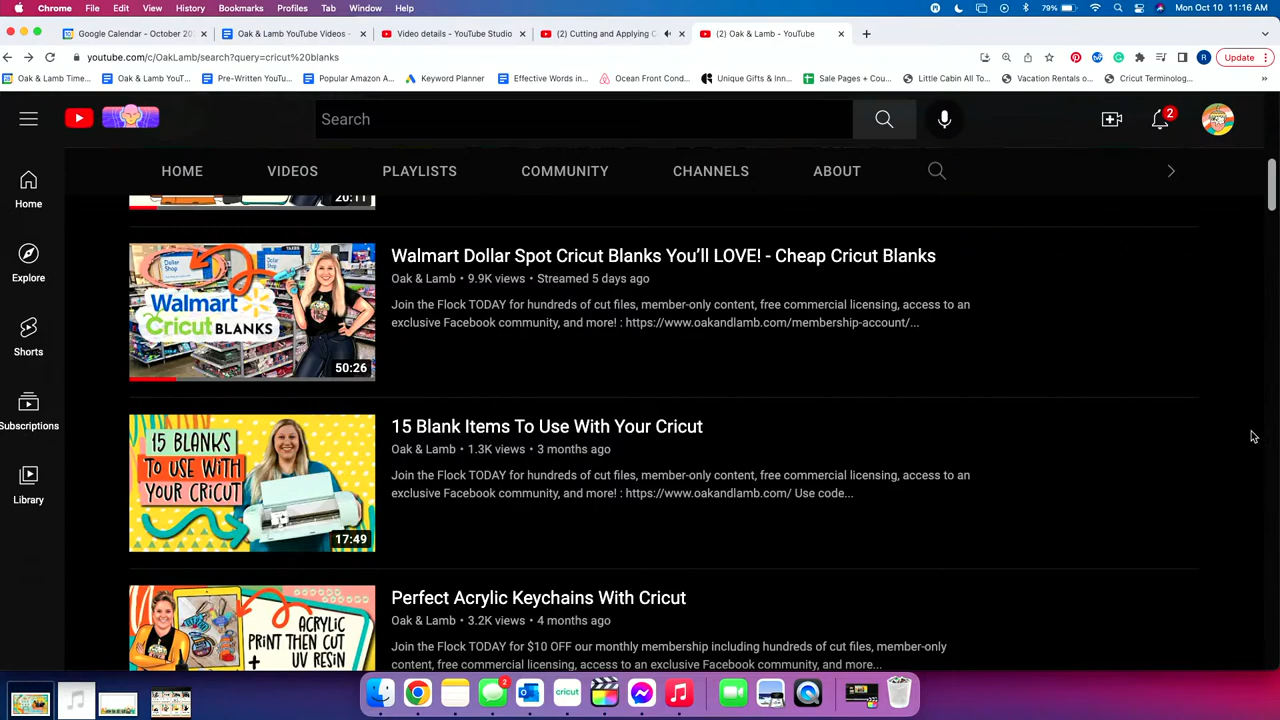 Chrome File Edit View History Bookmarks Profiles Tab Window Help 79% Mon Oct 10 11:16 AM
Google Calendar - October 20 Oak & Lamb YouTube Videos - Video details - YouTube Studio (2) Cutting and Applying C (2) Oak & Lamb - YouTube
youtube.com/c/OakLamb/search?query=cricut%20blanks R Update
Oak & Lamb Time... Oak & Lamb YouT... Pre-Written YouTu... Popular Amazon A... Keyword Planner Effective Words in... Ocean Front Cond... Unique Gifts & Inn... Sale Pages + Cou... Little Cabin All To... Vacation Rentals o... Cricut Terminolog...
Search 2
HOME VIDEOS PLAYLISTS COMMUNITY CHANNELS ABOUT
Home
Explore
Shorts
Subscriptions
Library
20:11
Walmart
Cricut BLANKS
50:26
Walmart Dollar Spot Cricut Blanks You'll LOVE! - Cheap Cricut Blanks
Oak & Lamb • 9.9K views • Streamed 5 days ago
Join the Flock TODAY for hundreds of cut files, member-only content, free commercial licensing, access to an
exclusive Facebook community, and more! : https://www.oakandlamb.com/membership-account/...
15 BLANKS
TO USE WITH
YOUR CRICUT
17:49
15 Blank Items To Use With Your Cricut
Oak & Lamb • 1.3K views • 3 months ago
Join the Flock TODAY for hundreds of cut files, member-only content, free commercial licensing, access to an
exclusive Facebook community, and more! : https://www.oakandlamb.com/ Use code...
ACRYLIC
PRINT THEN CUT
+ UV RESIN
Perfect Acrylic Keychains With Cricut
Oak & Lamb • 3.2K views • 4 months ago
Join the Flock TODAY for $10 OFF our monthly membership including hundreds of cut files, member-only
content, free commercial licensing, access to an exclusive Facebook community, and more...
cricut 2